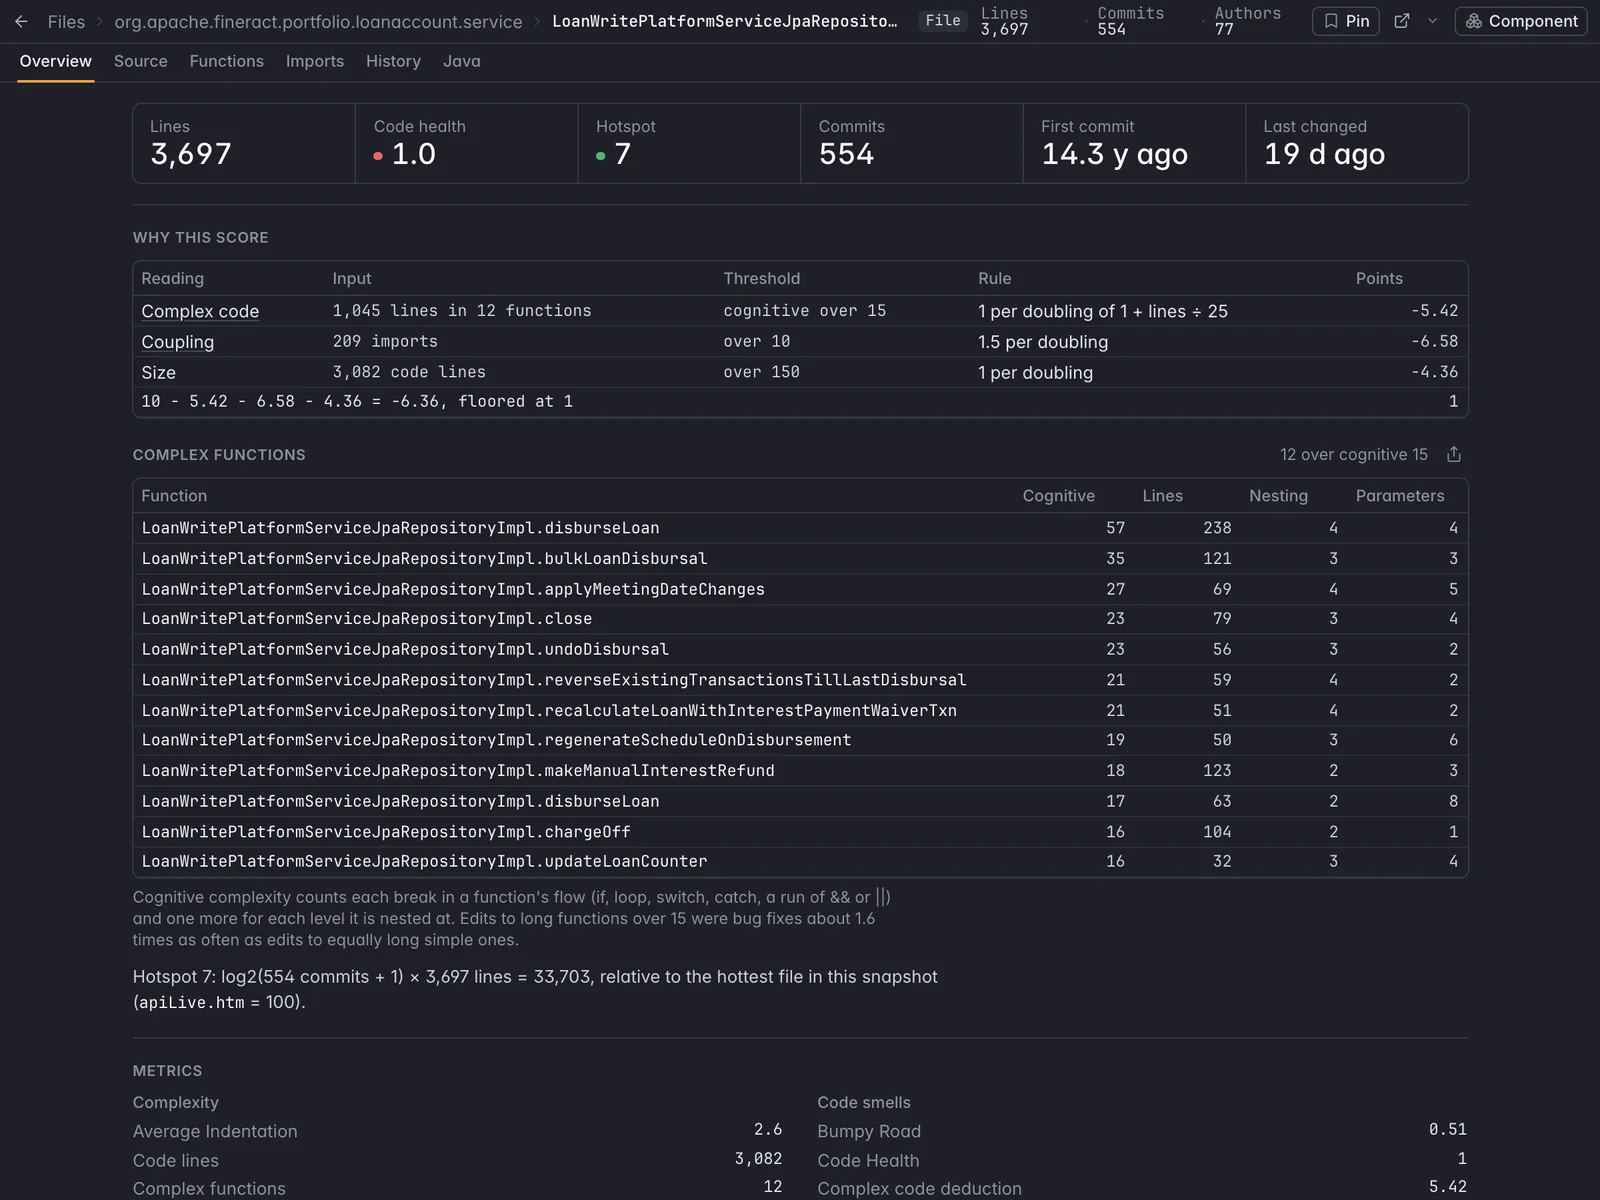 Files
org.apache.fineract.portfolio.loanaccount.service
LoanWritePlatformServiceJpaReposito…
File
Lines 3,697
Commits 554
Authors 77
Pin
Component
Overview Source Functions Imports History Java
Lines Code health Hotspot Commits First commit Last changed
3,697 1.0 7 554 14.3 y ago 19 d ago
WHY THIS SCORE
Reading Input Threshold Rule Points
Complex code 1,045 lines in 12 functions cognitive over 15 1 per doubling of 1 + lines ÷ 25 -5.42
Coupling 209 imports over 10 1.5 per doubling -6.58
Size 3,082 code lines over 150 1 per doubling -4.36
10 - 5.42 - 6.58 - 4.36 = -6.36, floored at 1 1
COMPLEX FUNCTIONS 12 over cognitive 15
Function Cognitive Lines Nesting Parameters
LoanWritePlatformServiceJpaRepositoryImpl.disburseLoan 57 238 4 4
LoanWritePlatformServiceJpaRepositoryImpl.bulkLoanDisbursal 35 121 3 3
LoanWritePlatformServiceJpaRepositoryImpl.applyMeetingDateChanges 27 69 4 5
LoanWritePlatformServiceJpaRepositoryImpl.close 23 79 3 4
LoanWritePlatformServiceJpaRepositoryImpl.undoDisbursal 23 56 3 2
LoanWritePlatformServiceJpaRepositoryImpl.reverseExistingTransactionsTillLastDisbursal 21 59 4 2
LoanWritePlatformServiceJpaRepositoryImpl.recalculateLoanWithInterestPaymentWaiverTxn 21 51 4 2
LoanWritePlatformServiceJpaRepositoryImpl.regenerateScheduleOnDisbursement 19 50 3 6
LoanWritePlatformServiceJpaRepositoryImpl.makeManualInterestRefund 18 123 2 3
LoanWritePlatformServiceJpaRepositoryImpl.disburseLoan 17 63 2 8
LoanWritePlatformServiceJpaRepositoryImpl.chargeOff 16 104 2 1
LoanWritePlatformServiceJpaRepositoryImpl.updateLoanCounter 16 32 3 4
Cognitive complexity counts each break in a function's flow (if, loop, switch, catch, a run of && or ||)
and one more for each level it is nested at. Edits to long functions over 15 were bug fixes about 1.6
times as often as edits to equally long simple ones.
Hotspot 7: log2(554 commits + 1) × 3,697 lines = 33,703, relative to the hottest file in this snapshot
(apiLive.htm = 100).
METRICS
Complexity Code smells
Average Indentation 2.6 Bumpy Road 0.51
Code lines 3,082 Code Health 1
Complex functions 12 Complex code deduction 5.42